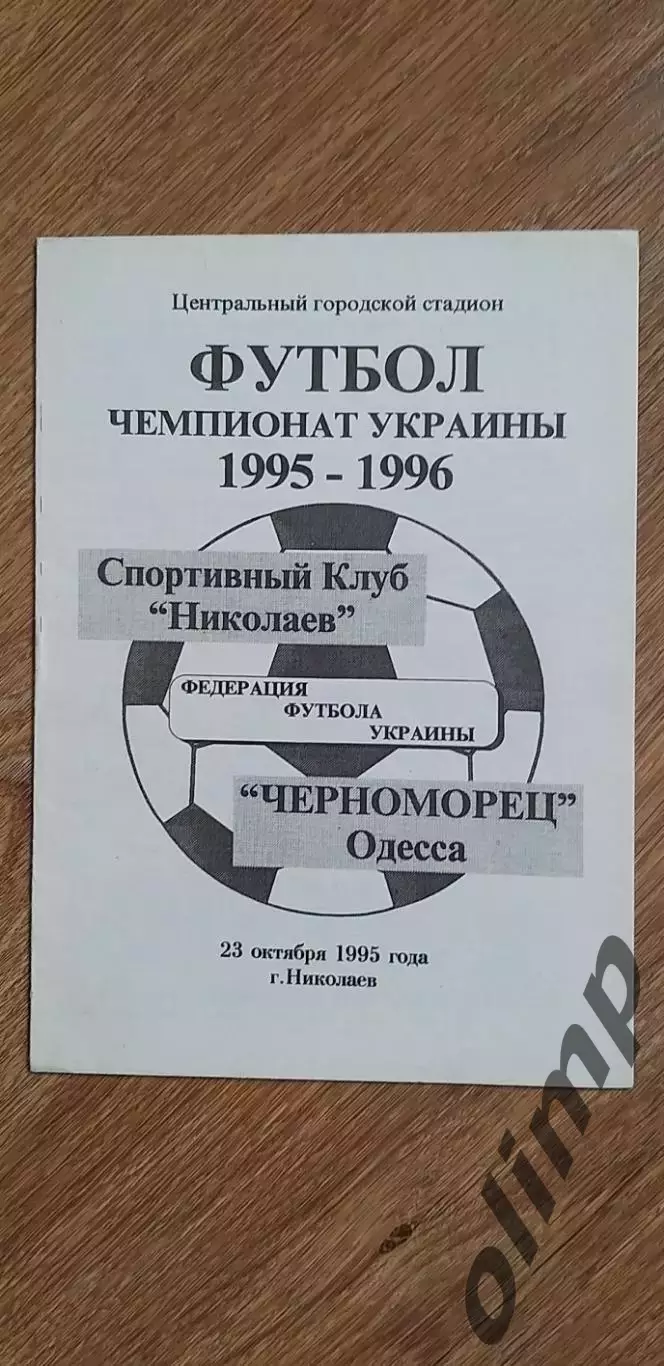 Центральный городской стадион
ФУТБОЛ
ЧЕМПИОНАТ УКРАИНЫ
1995 - 1996
Спортивный Клуб
“Николаев”
ФЕДЕРАЦИЯ
ФУТБОЛА
УКРАИНЫ
“ЧЕРНОМОРЕЦ”
Одесса
23 октября 1995 года
г.Николаев
olimp